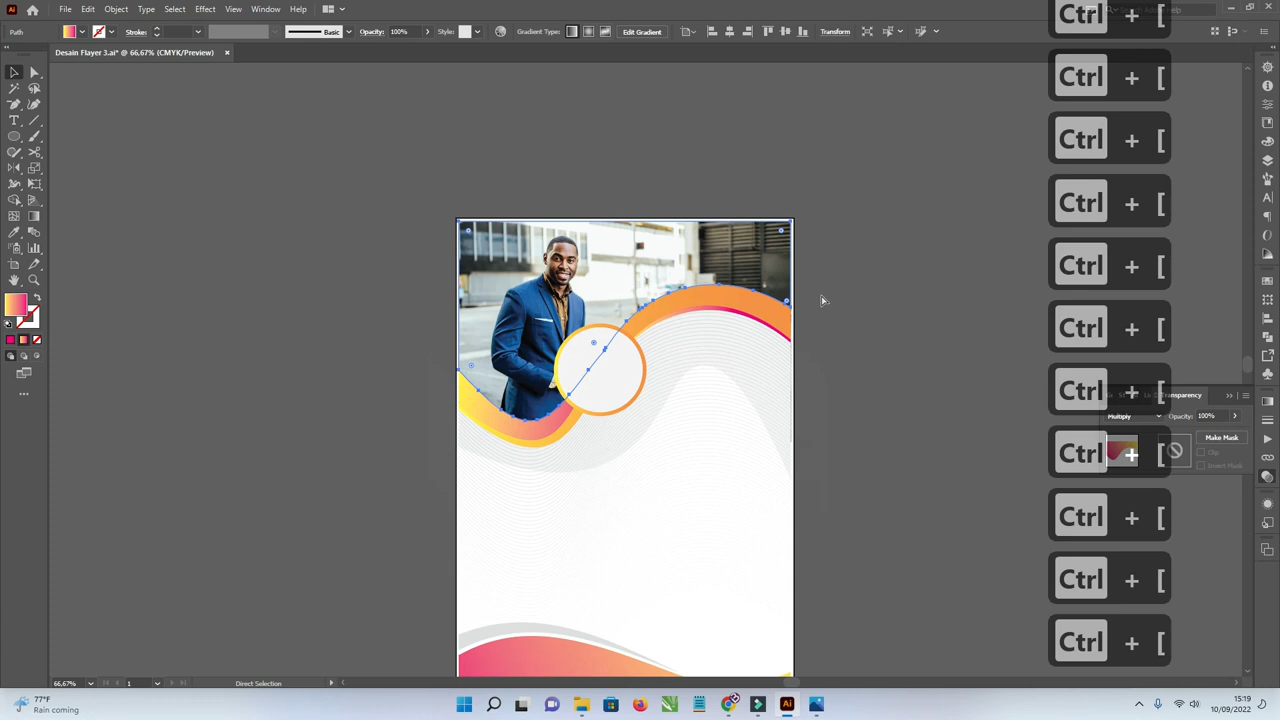 Ai
File
Edit
Object
Type
Select
Effect
View
Window
Help
Path
Stroke:
Basic
Opacity:
100%
Style:
Gradient Type:
Edit Gradient
Transform
Desain Flayer 3.ai* @ 66,67% (CMYK/Preview)
×
Ctrl + [
Ctrl + [
Ctrl + [
Ctrl + [
Ctrl + [
Ctrl + [
Ctrl + [
Ctrl + [
Ctrl + [
Ctrl + [
Ctrl + [
Transparency
Multiply
Opacity:
100%
Make Mask
Clip
Invert Mask
66,67%
1
Direct Selection
77°F
Rain coming
Ai
15:19
10/09/2022